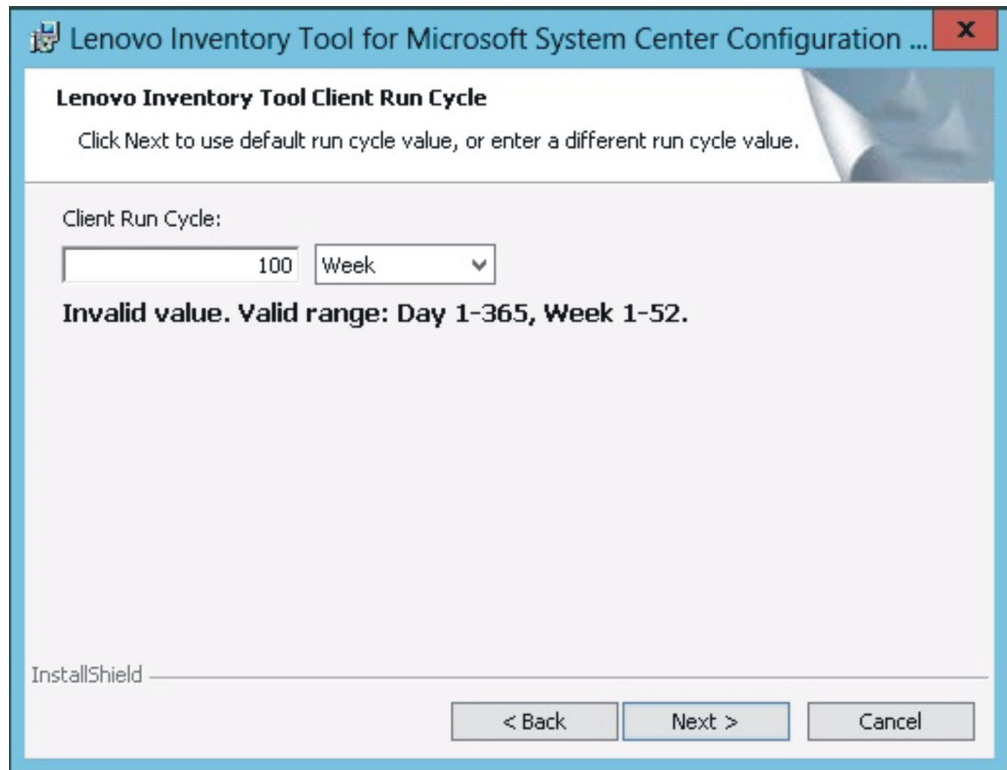 Lenovo Inventory Tool for Microsoft System Center Configuration ...
x
Lenovo Inventory Tool Client Run Cycle
Click Next to use default run cycle value, or enter a different run cycle value.
Client Run Cycle:
100 Week
Invalid value. Valid range: Day 1-365, Week 1-52.
InstallShield
< Back Next > Cancel